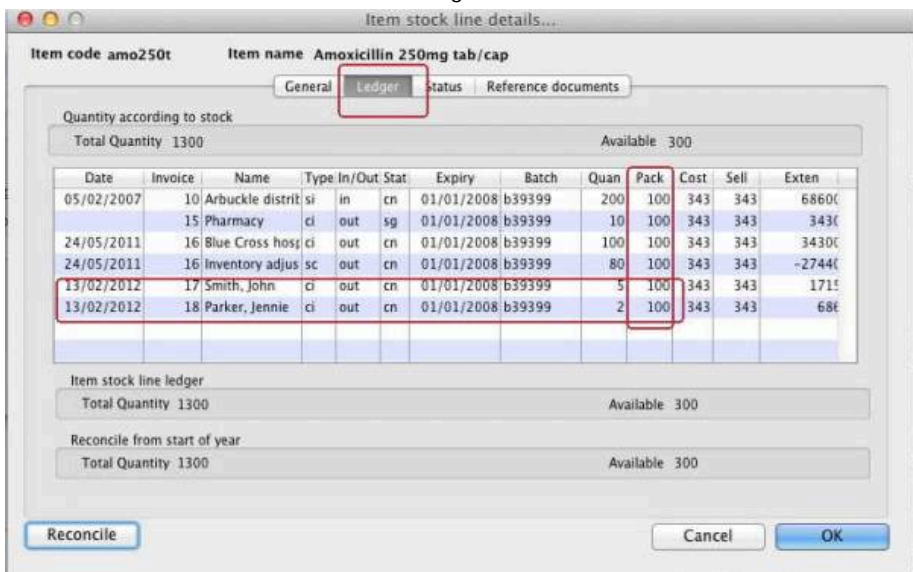 Item stock line details...
Item code amo250t Item name Amoxicillin 250mg tab/cap
General Ledger Status Reference documents
Quantity according to stock
Total Quantity 1300 Available 300
Date Invoice Name Type In/Out Stat Expiry Batch Quan Pack Cost Sell Exten
05/02/2007 10 Arbuckle distrib si in cn 01/01/2008 b39399 200 100 343 343 68600
15 Pharmacy ci out sg 01/01/2008 b39399 10 100 343 343 3430
24/05/2011 16 Blue Cross hosp ci out cn 01/01/2008 b39399 100 100 343 343 34300
24/05/2011 16 Inventory adjus sc out cn 01/01/2008 b39399 80 100 343 343 -27440
13/02/2012 17 Smith, John ci out cn 01/01/2008 b39399 5 100 343 343 1715
13/02/2012 18 Parker, Jennie ci out cn 01/01/2008 b39399 2 100 343 343 686
Item stock line ledger
Total Quantity 1300 Available 300
Reconcile from start of year
Total Quantity 1300 Available 300
Reconcile Cancel OK